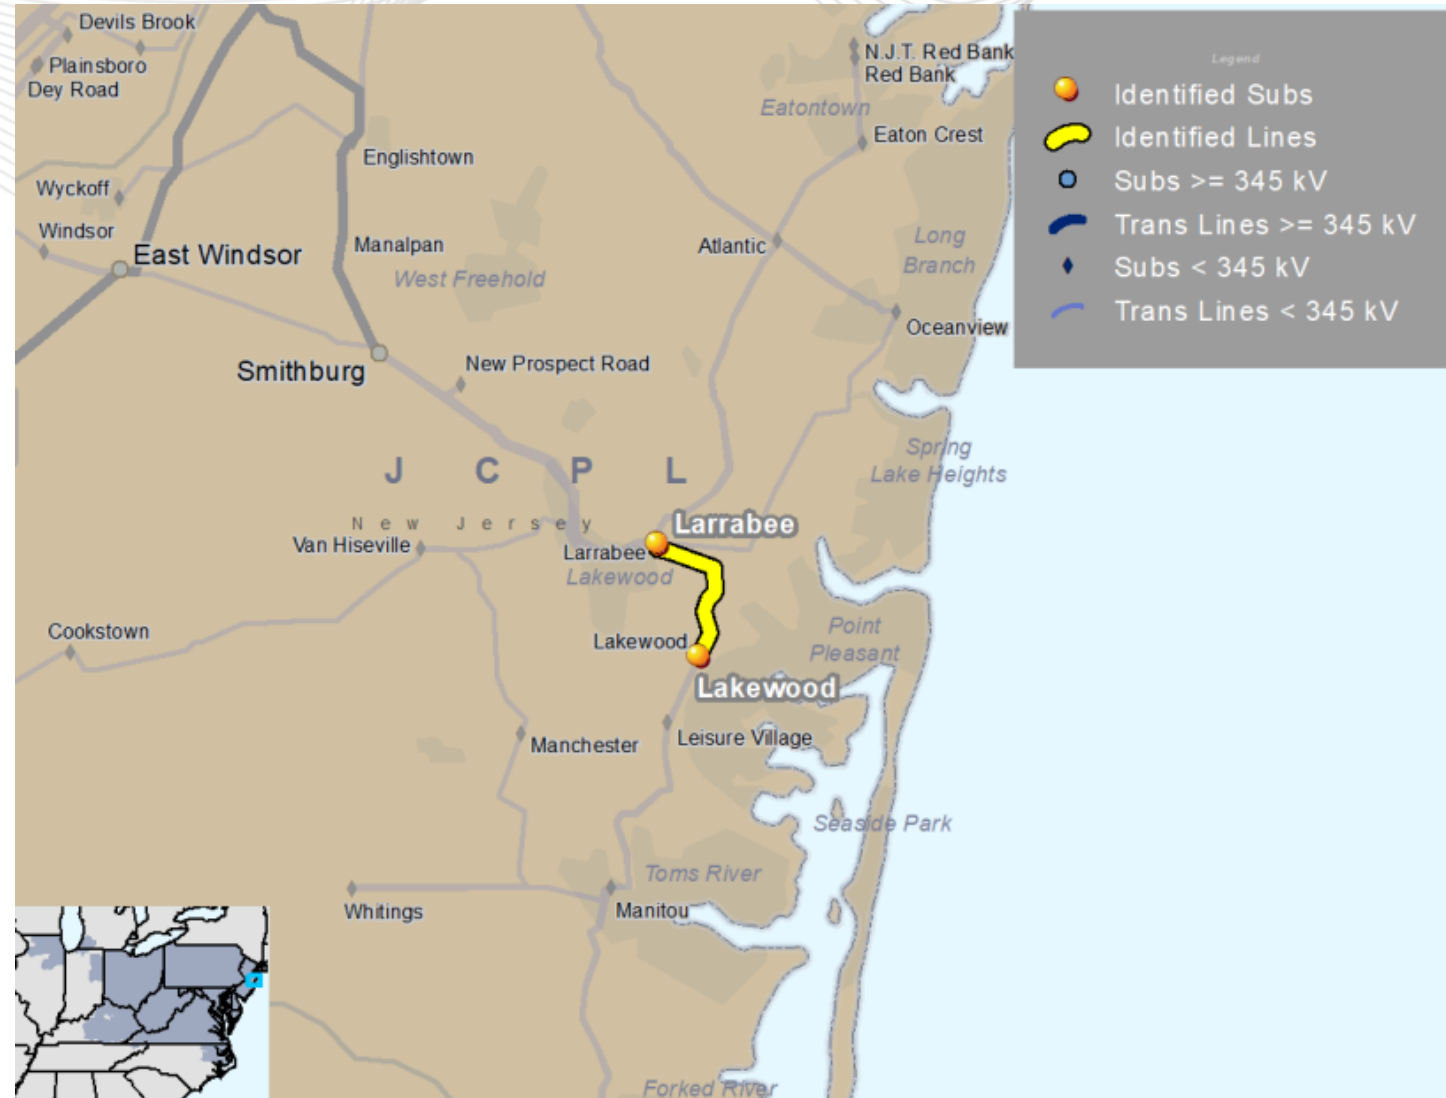 Devils Brook
Plainsboro
Dey Road
N.J.T. Red Bank
Red Bank
Eatontown
Eaton Crest
Englishtown
Wyckoff
Windsor
East Windsor
Manalpan
West Freehold
Atlantic
Long
Branch
Oceanview
Smithburg
New Prospect Road
Spring
Lake Heights
J C P L
New Jersey
Larrabee
Van Hiseville
Larrabee
Lakewood
Cookstown
Lakewood
Point
Pleasant
Lakewood
Manchester
Leisure Village
Seaside Park
Toms River
Whitings
Manitou
Forked River
Legend
Identified Subs
Identified Lines
Subs >= 345 kV
Trans Lines >= 345 kV
Subs < 345 kV
Trans Lines < 345 kV